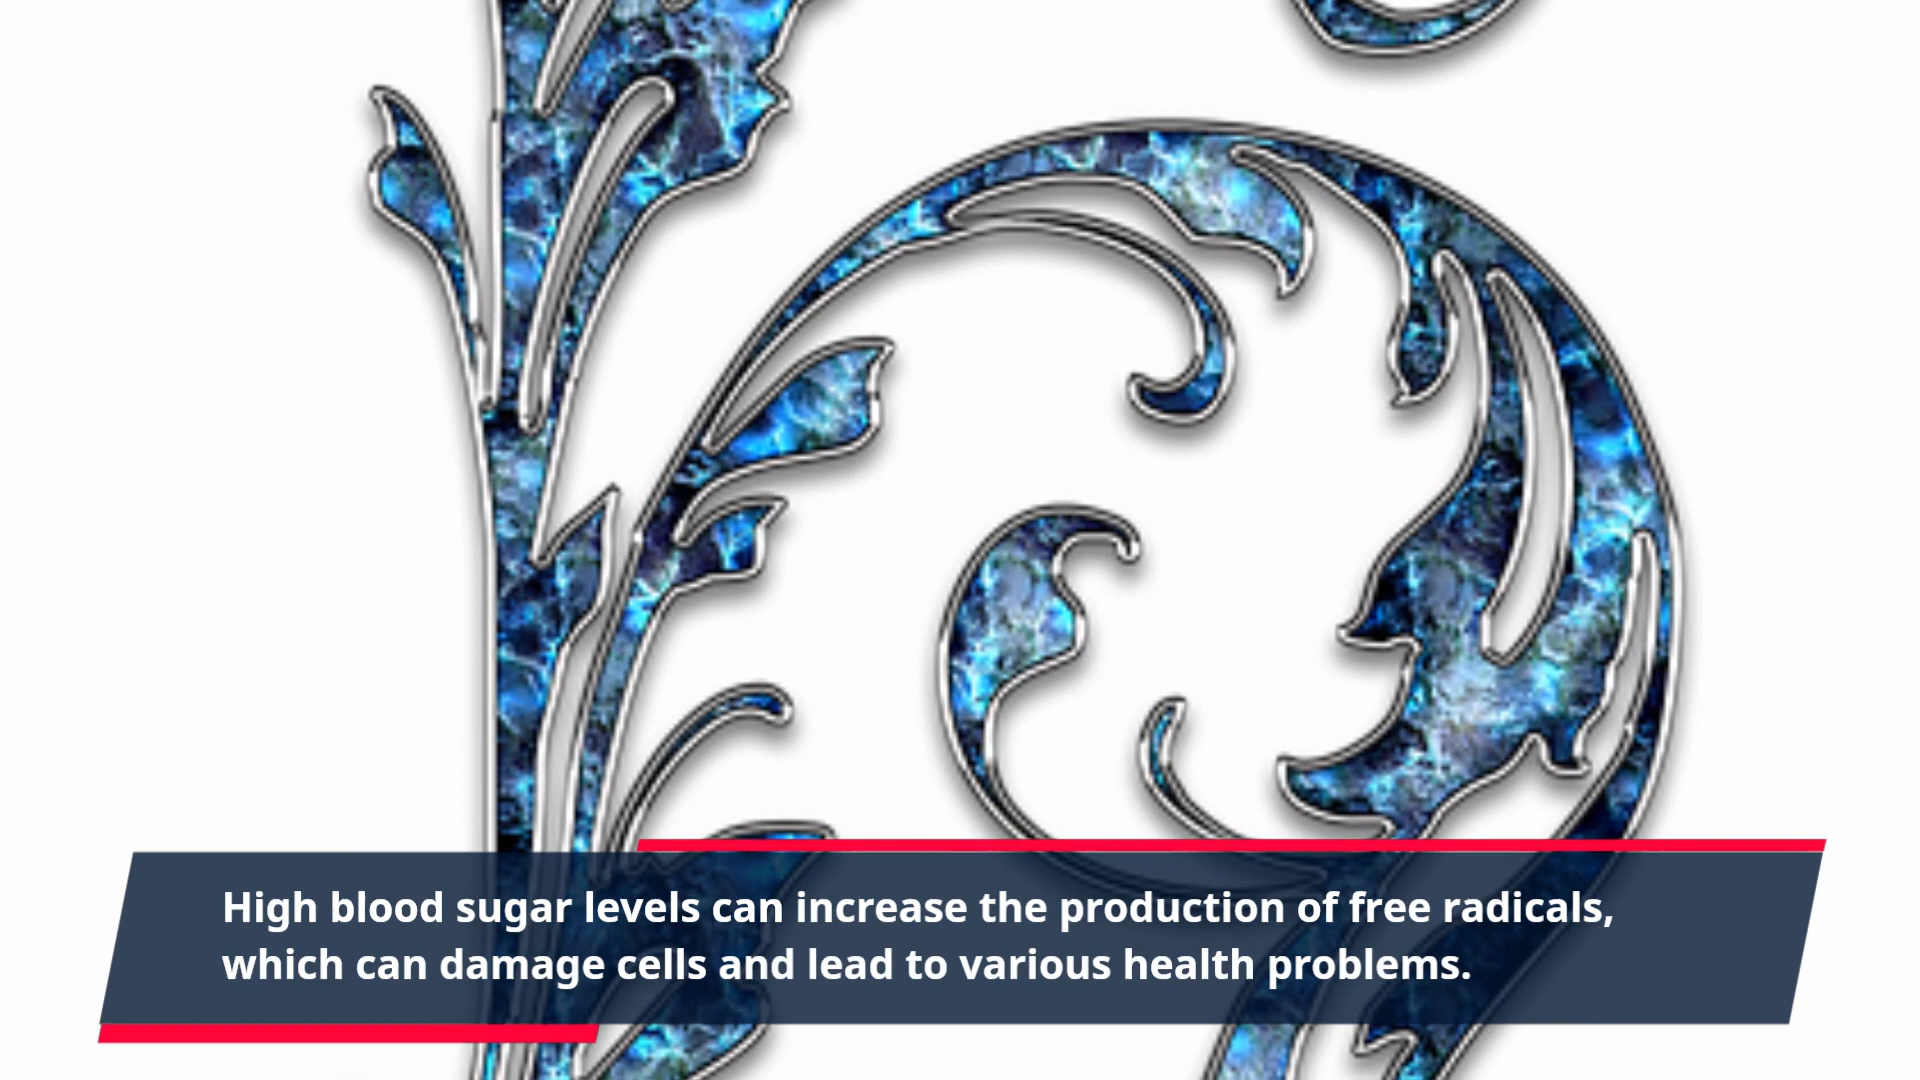 High blood sugar levels can increase the production of free radicals,
which can damage cells and lead to various health problems.